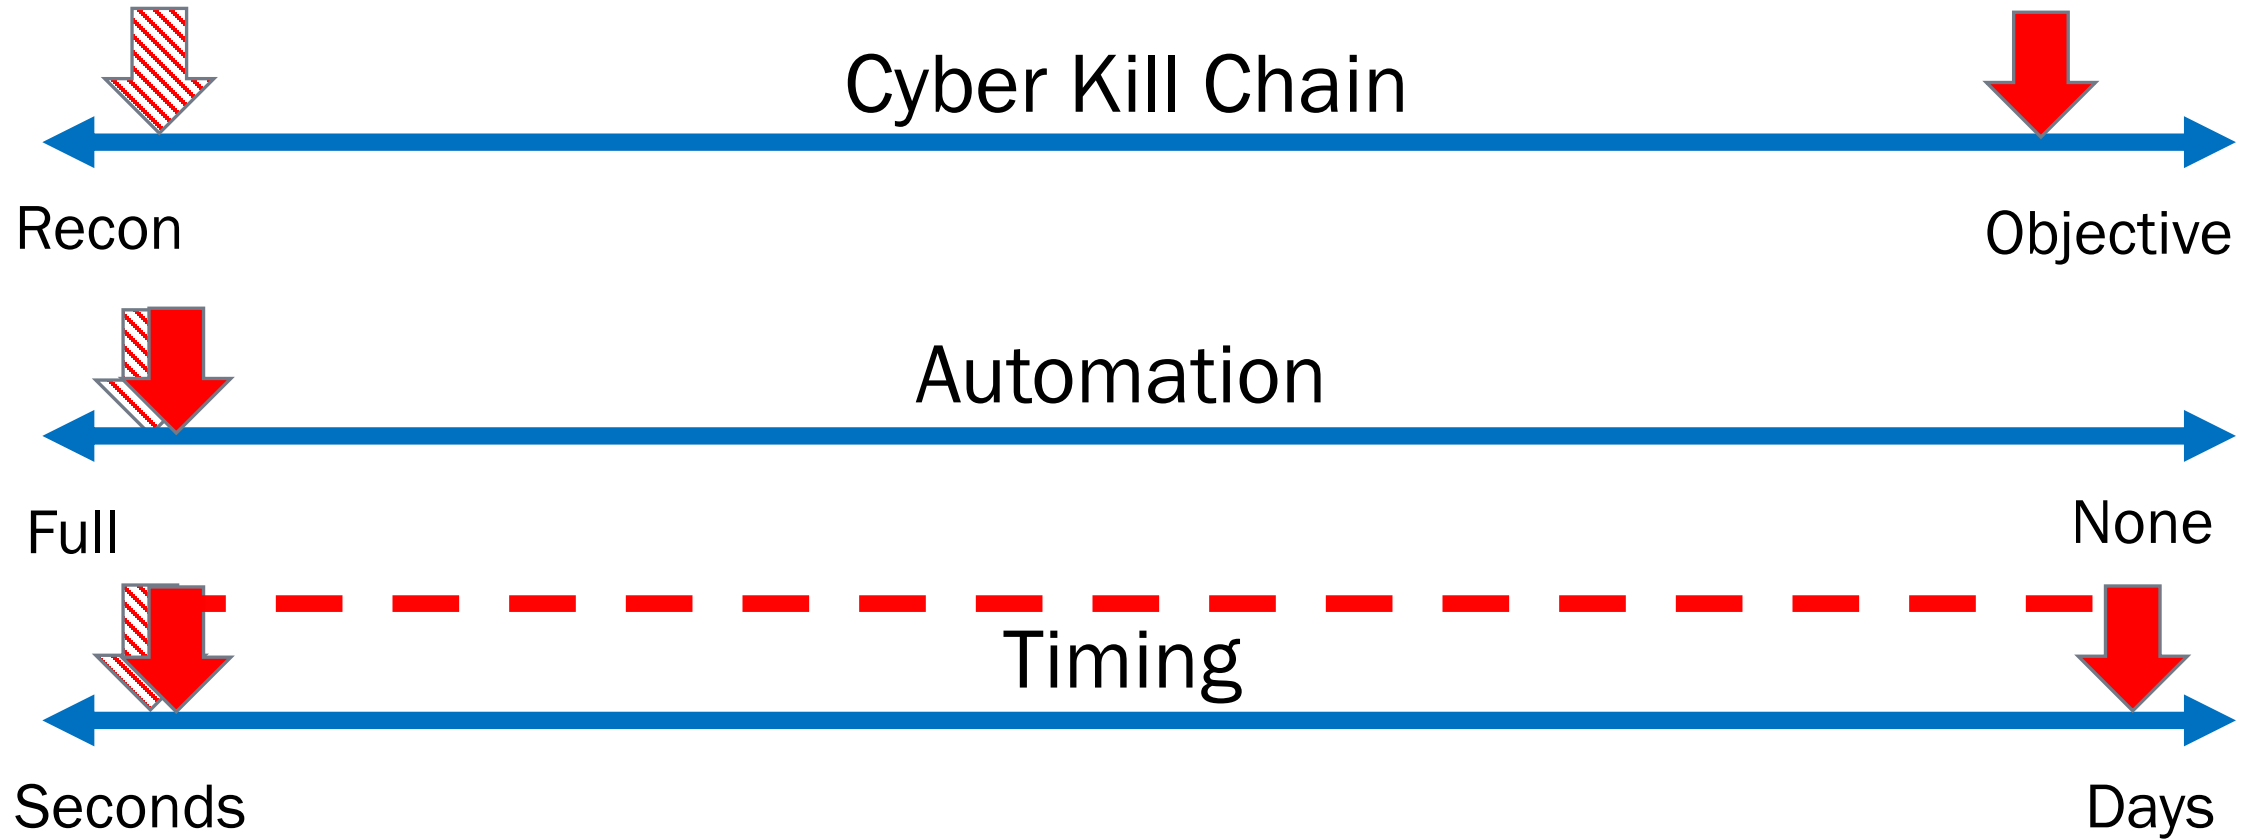 Cyber Kill Chain
Recon
Objective
Automation
Full
None
Timing
Seconds
Days